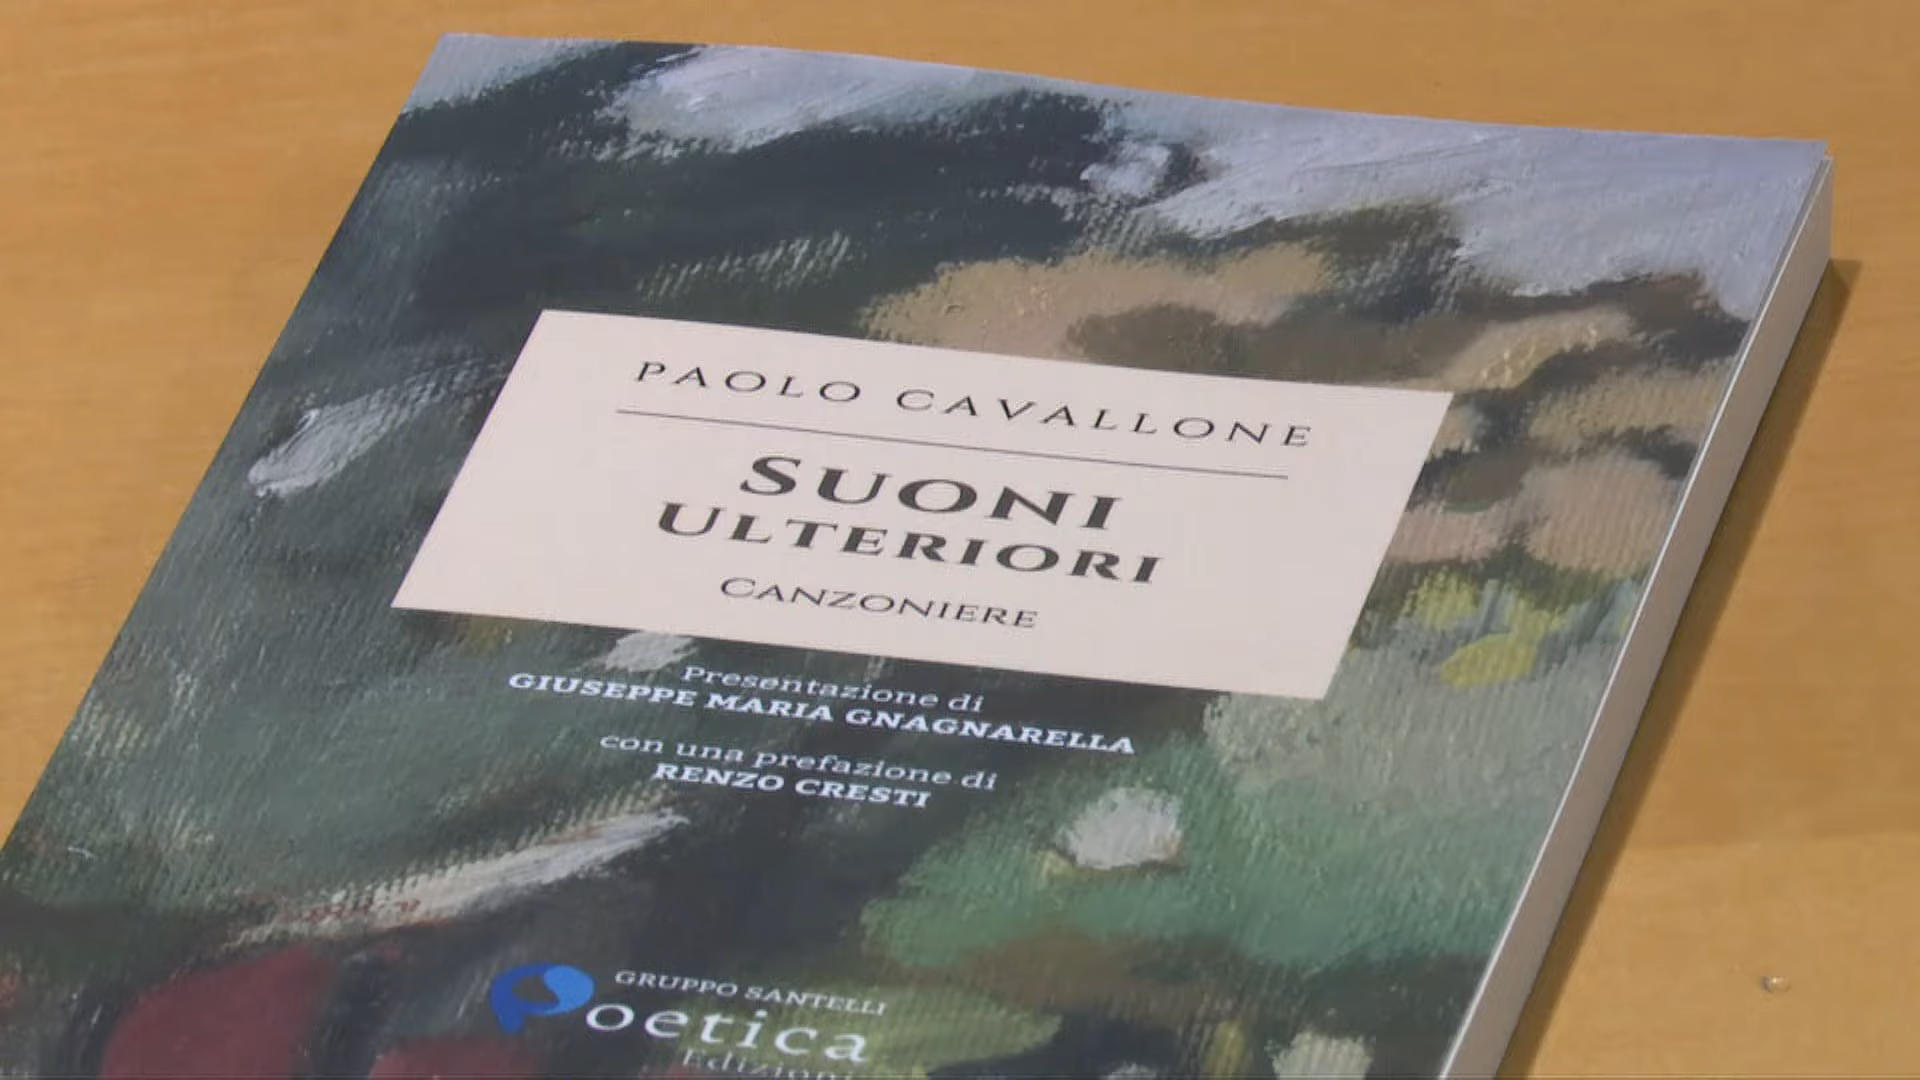 PAOLO CAVALLONE
SUONI
ULTERIORI
CANZONIERE
Presentazione di
GIUSEPPE MARIA GNAGNARELLA
con una prefazione di
RENZO CRESTI
GRUPPO SANTELLI
Poetica
Edizioni